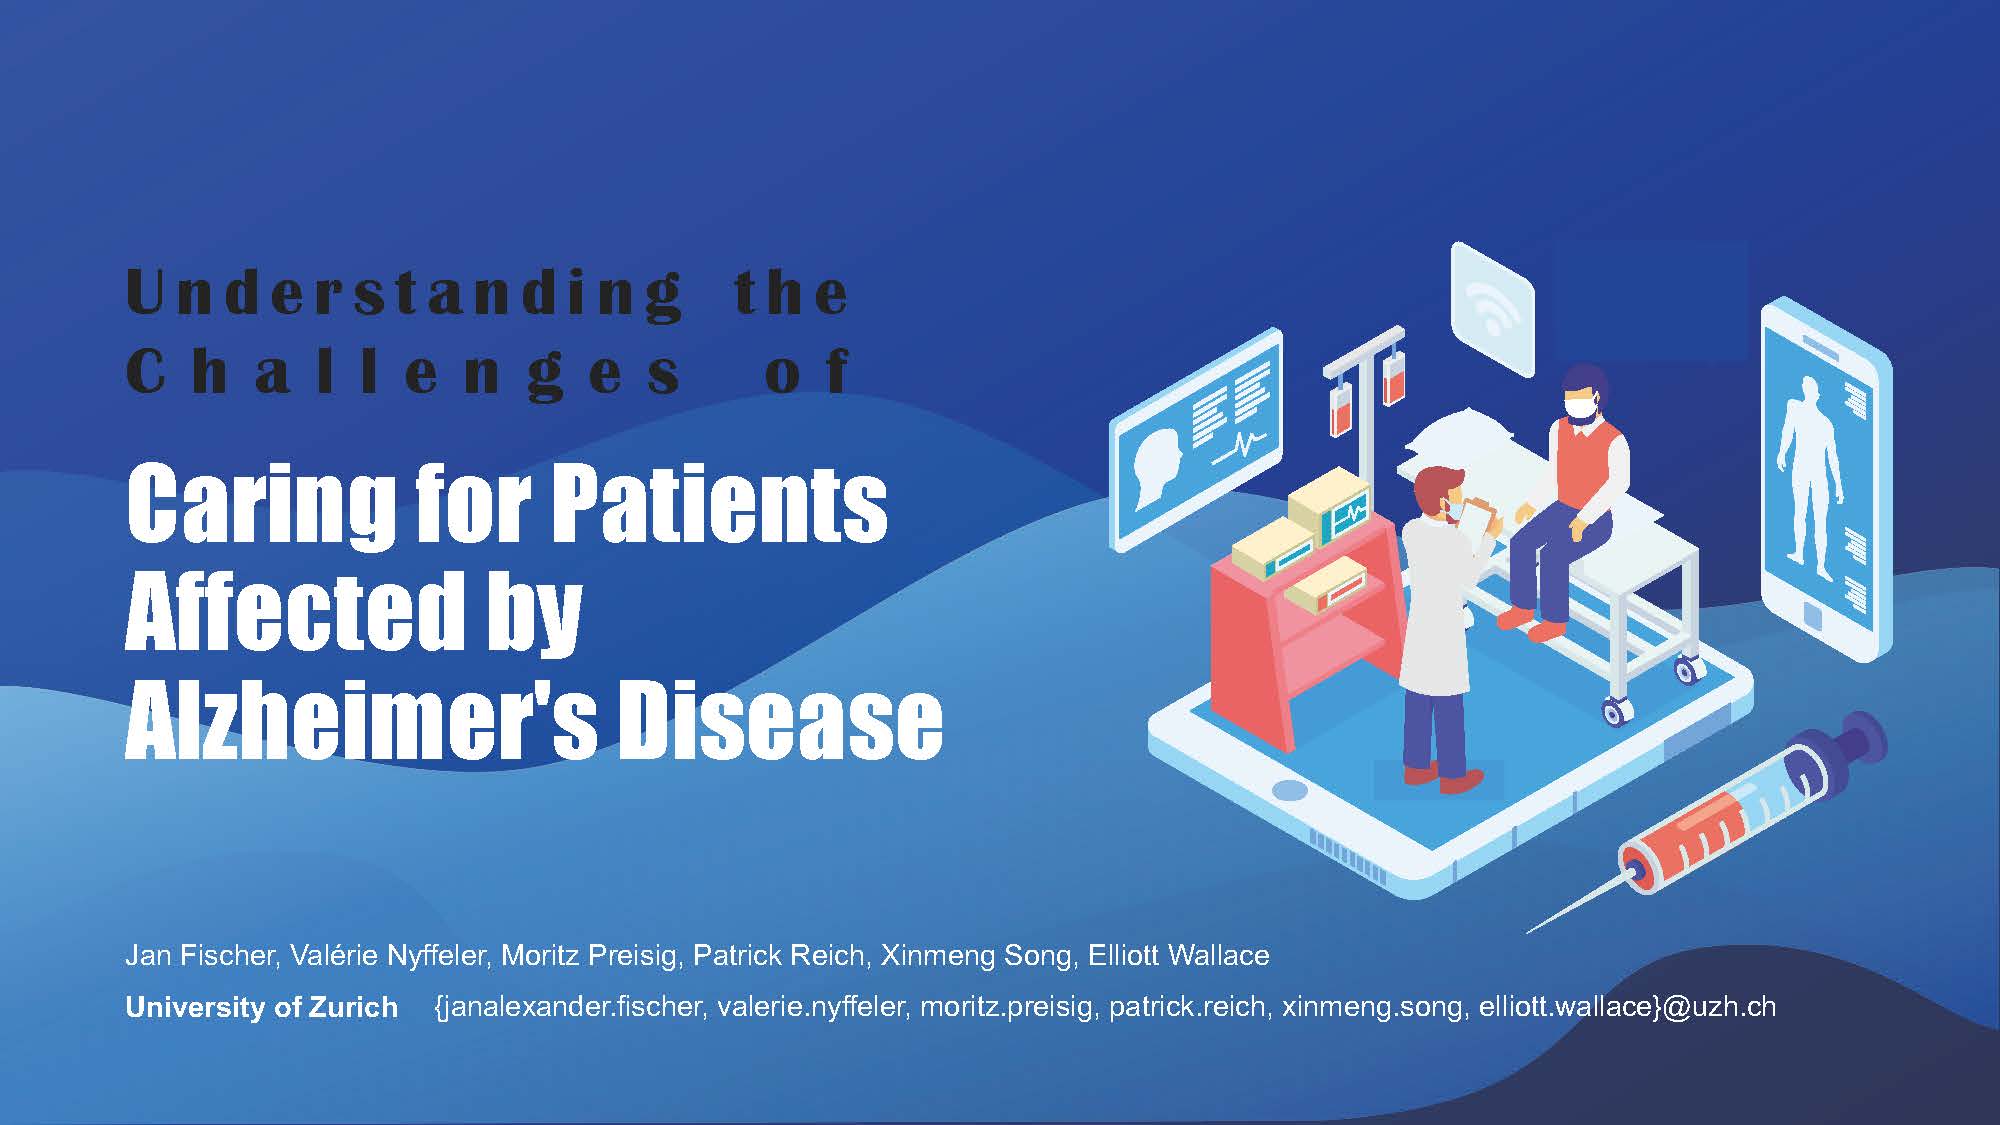 Understanding the
Challenges of
Caring for Patients
Affected by
Alzheimer's Disease
Jan Fischer, Valérie Nyffeler, Moritz Preisig, Patrick Reich, Xinmeng Song, Elliott Wallace
University of Zurich {janalexander.fischer, valerie.nyffeler, moritz.preisig, patrick.reich, xinmeng.song, elliott.wallace}@uzh.ch